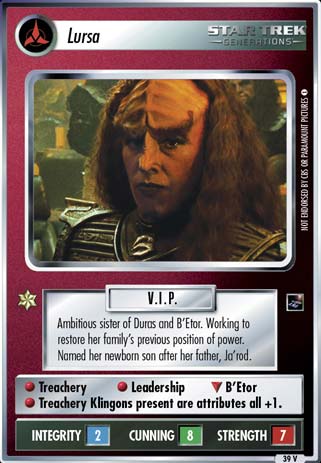 Lursa
STAR TREK
GENERATIONS
NOT ENDORSED BY CBS OR PARAMOUNT PICTURES
V.I.P.
Ambitious sister of Duras and B'Etor. Working to
restore her family's previous position of power.
Named her newborn son after her father, Ja'rod.
Treachery Leadership B'Etor
Treachery Klingons present are attributes all +1.
INTEGRITY 2 CUNNING 8 STRENGTH 7
39 V